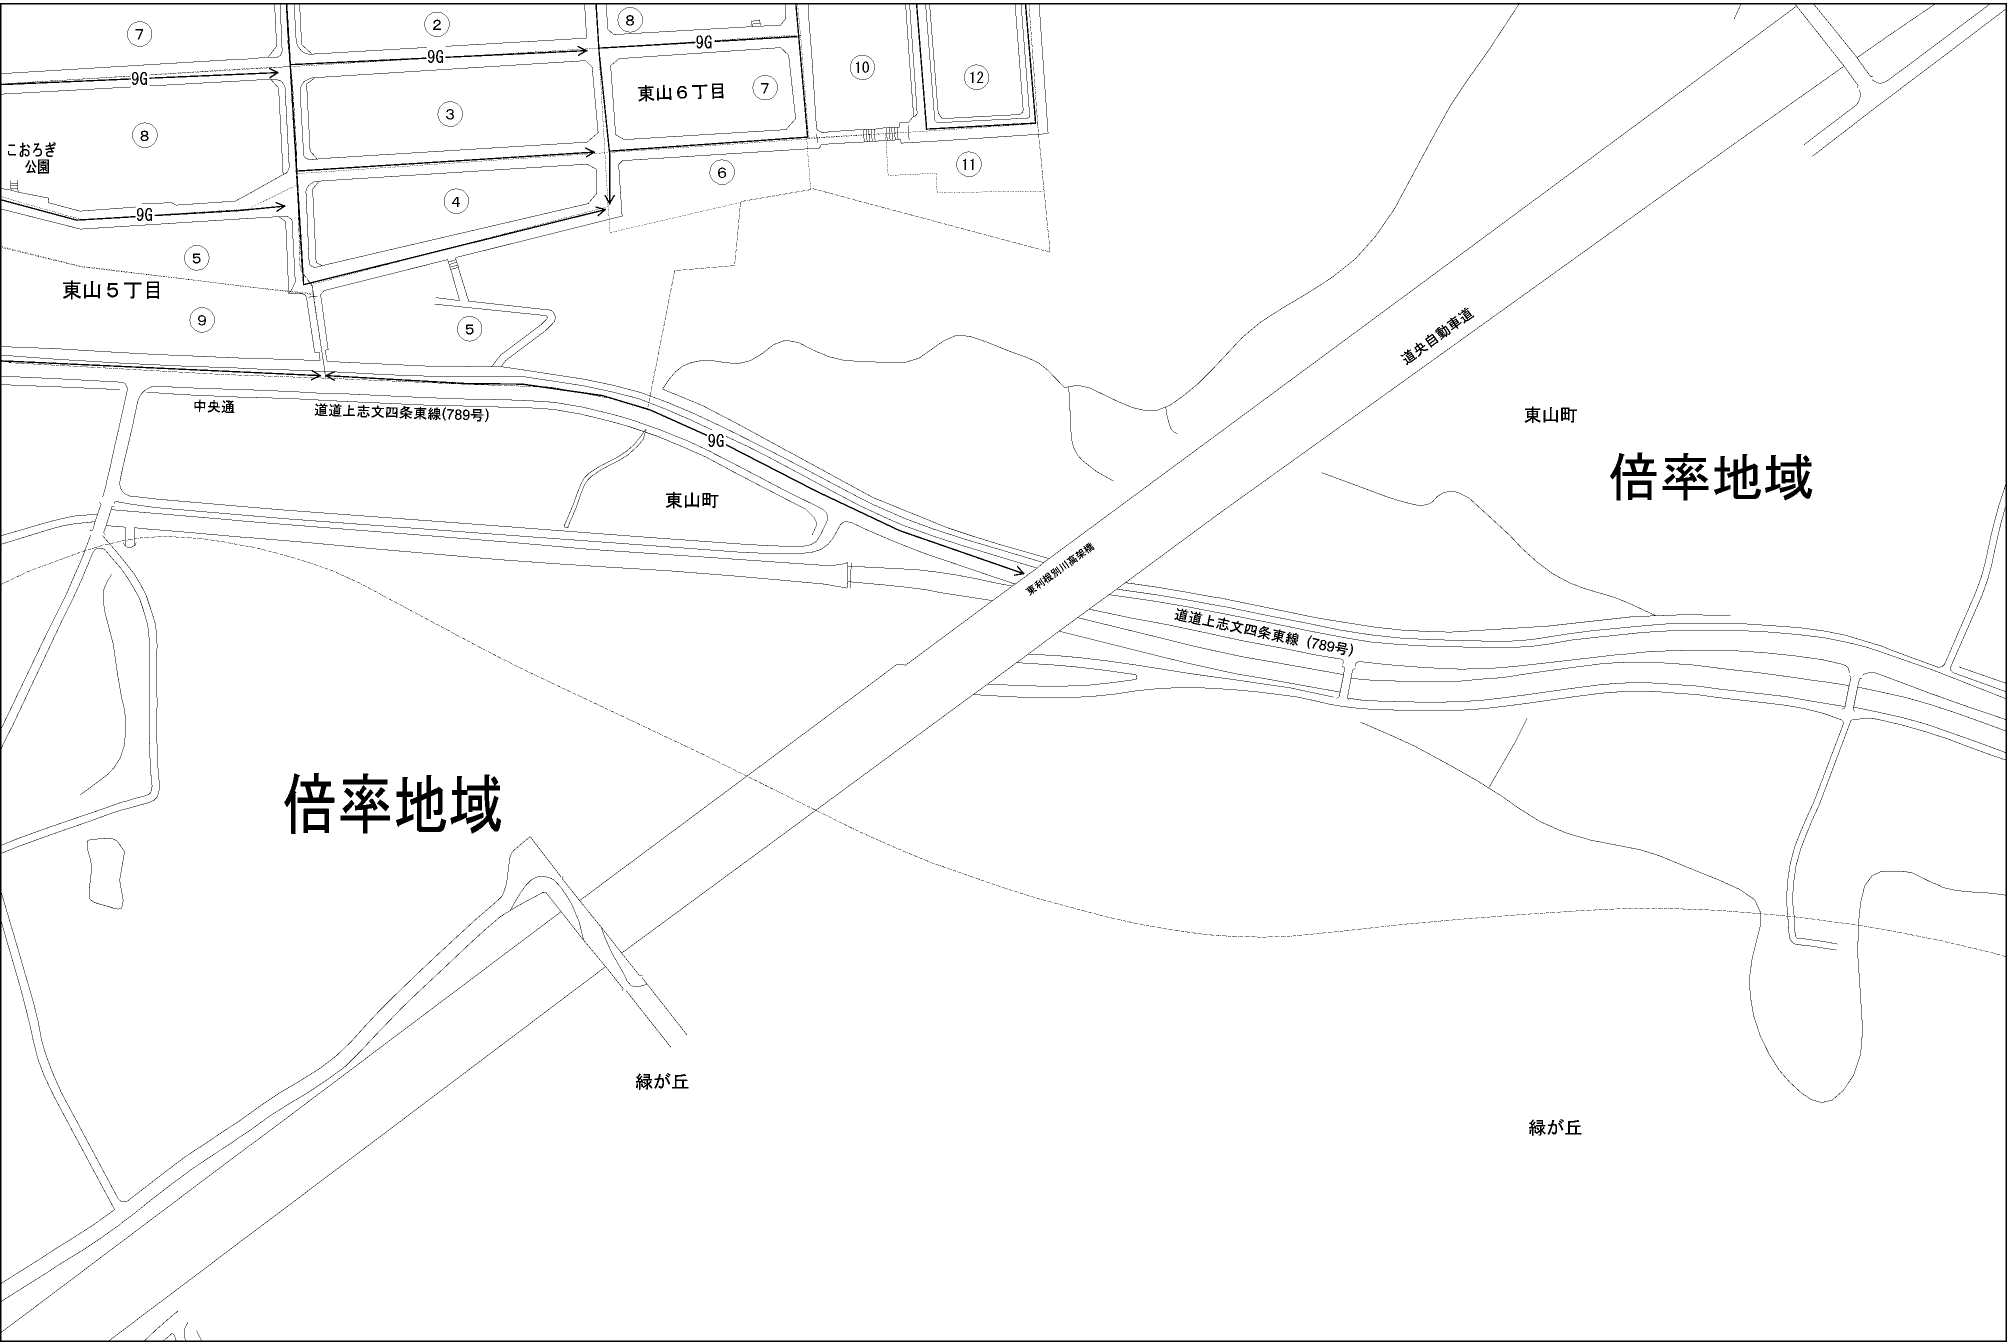 ⑦
②
⑧
9G
9G
9G
⑩
⑫
東山６丁目
⑦
③
⑧
こおろぎ
公園
⑥
⑪
④
9G
⑤
東山５丁目
⑨
⑤
道央自動車道
中央通
道道上志文四条東線(789号)
9G
東山町
東山町
倍率地域
東利根別川高架橋
道道上志文四条東線 (789号)
倍率地域
緑が丘
緑が丘